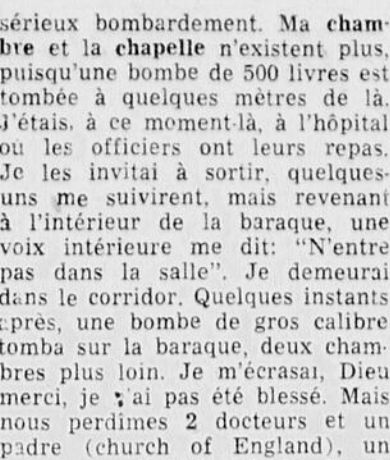 sérieux bombardement. Ma cham-
bre et la chapelle n'existent plus,
puisqu'une bombe de 500 livres est
tombée à quelques mètres de là.
J'étais, à ce moment-là, à l'hôpital
où les officiers ont leurs repas.
Je les invitai à sortir, quelques-
uns me suivirent, mais revenant
à l'intérieur de la baraque, une
voix intérieure me dit: "N'entre
pas dans la salle". Je demeurai
dans le corridor. Quelques instants
après, une bombe de gros calibre
tomba sur la baraque, deux cham-
bres plus loin. Je m'écrasai, Dieu
merci, je n'ai pas été blessé. Mais
nous perdîmes 2 docteurs et un
padre (church of England), un